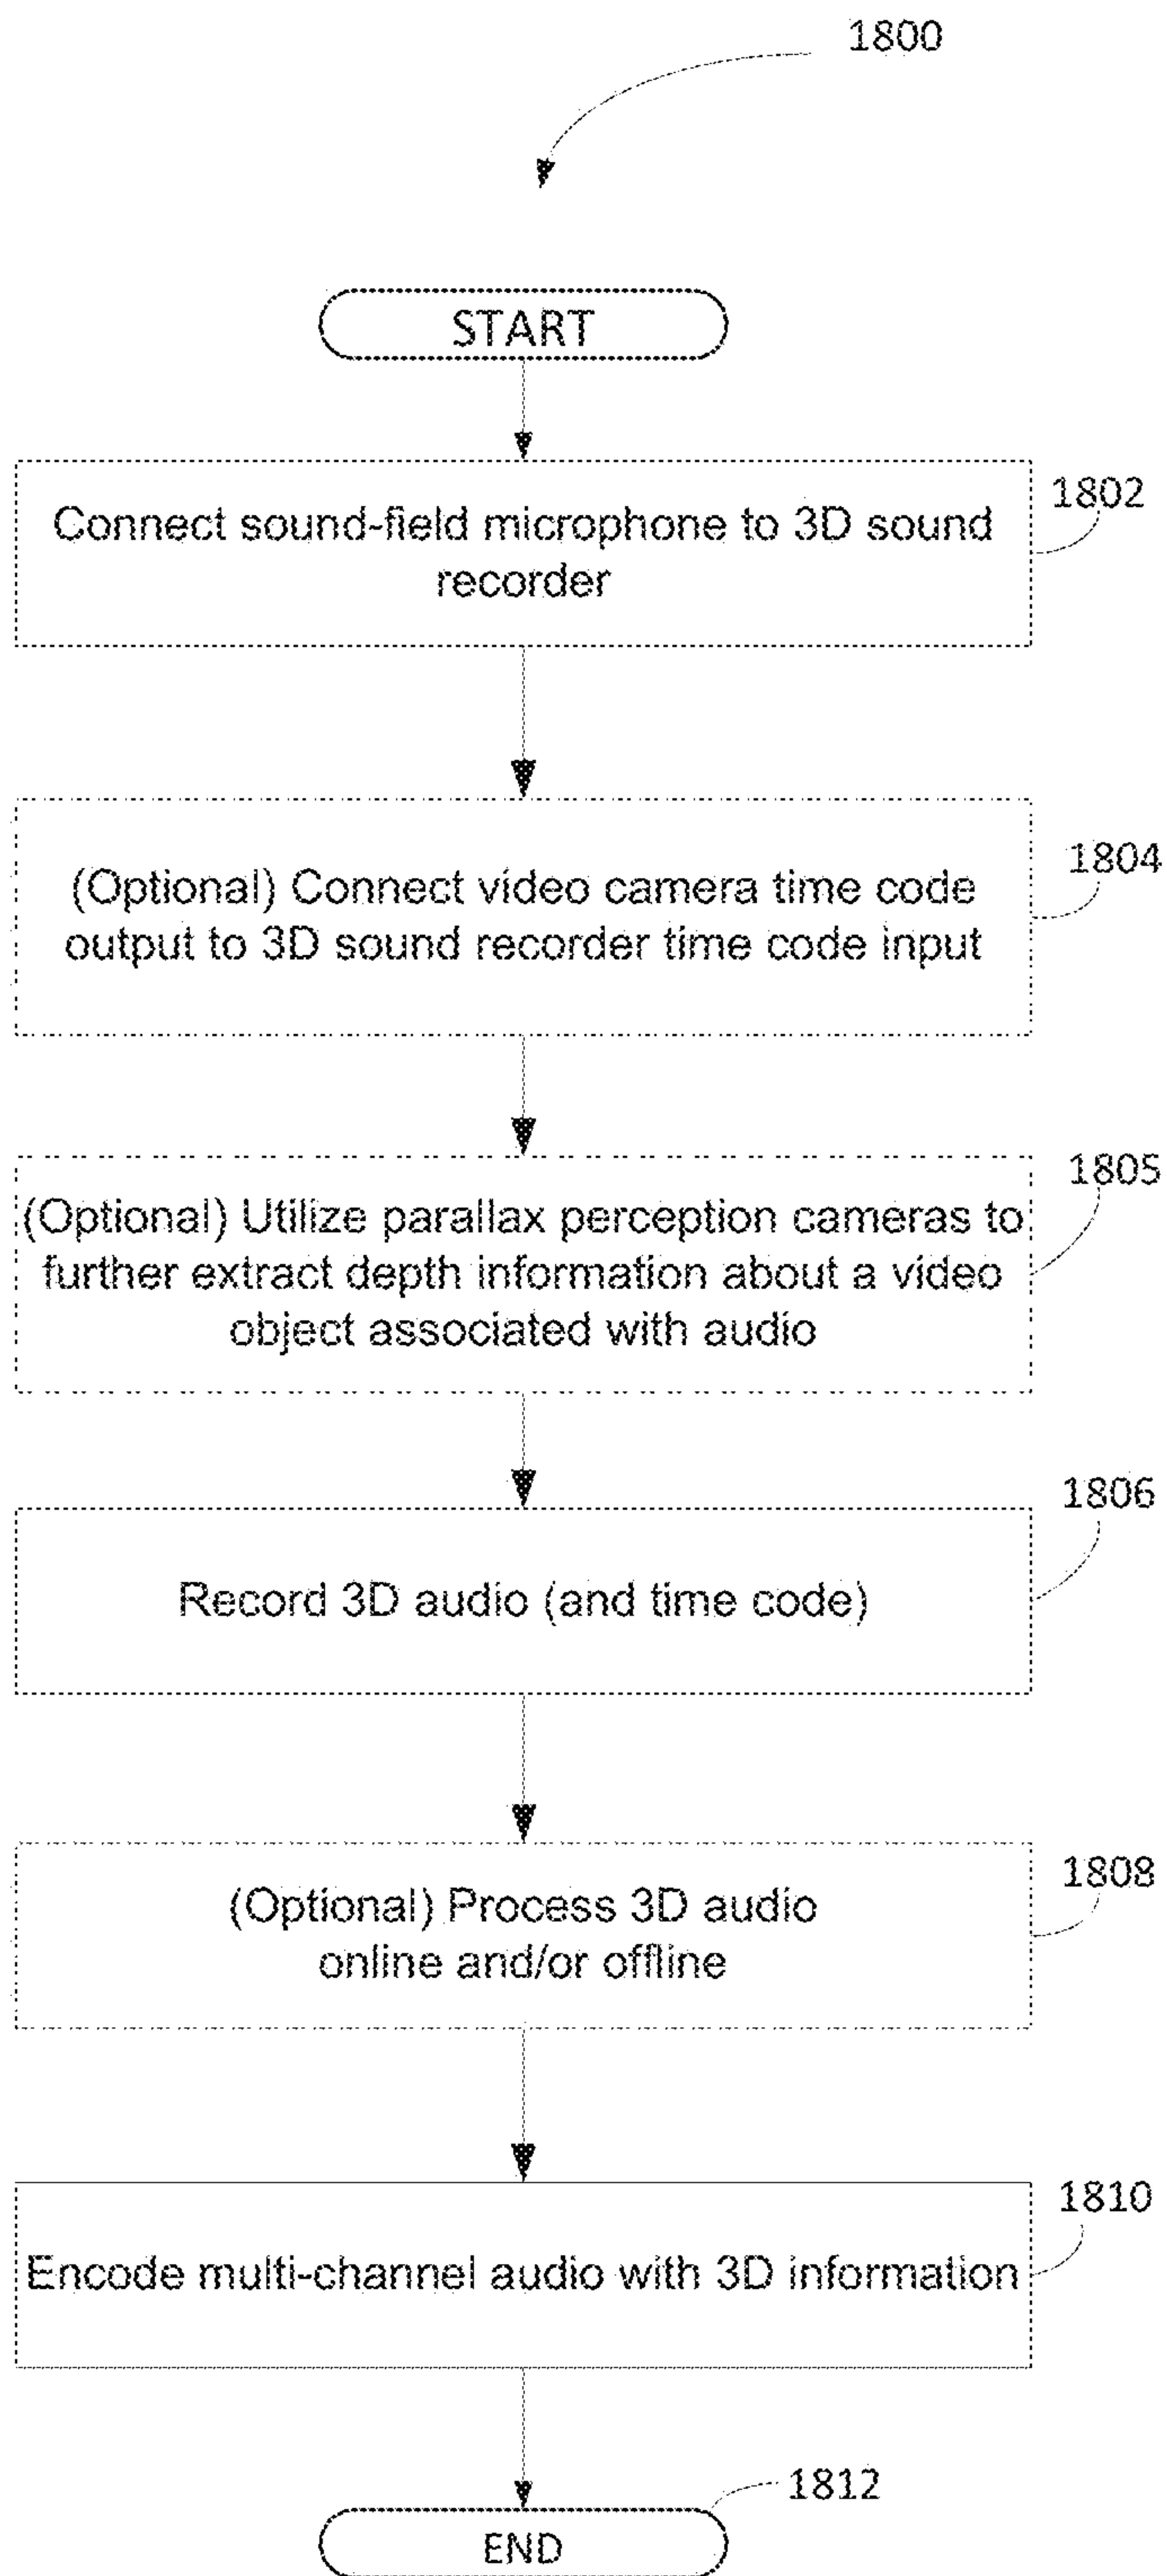 1800
START
1802
Connect sound-field microphone to 3D sound
recorder
1804
(Optional) Connect video camera time code
output to 3D sound recorder time code input
1805
(Optional) Utilize parallax perception cameras to
further extract depth information about a video
object associated with audio
1806
Record 3D audio (and time code)
1808
(Optional) Process 3D audio
online and/or offline
1810
Encode multi-channel audio with 3D information
1812
END